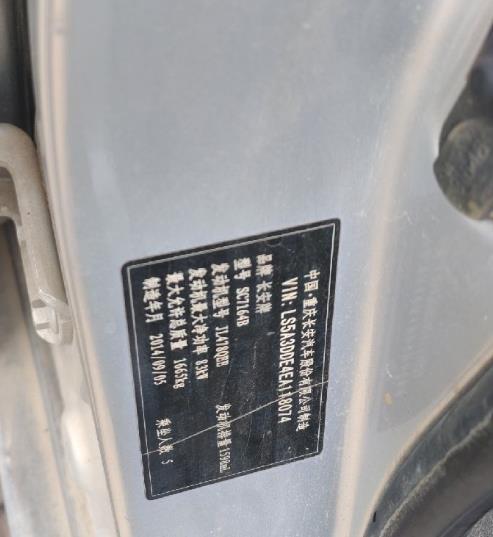 中国·重庆长安汽车股份有限公司制造
VIN: LS5A3DDE4EA118074
品牌 长安牌
型号 SC7164B
发动机型号 JL478QEE 发动机排量 1598ml
发动机最大净功率 83kW
最大允许总质量 1665kg
制造年月 2014/09/05 乘坐人数 5